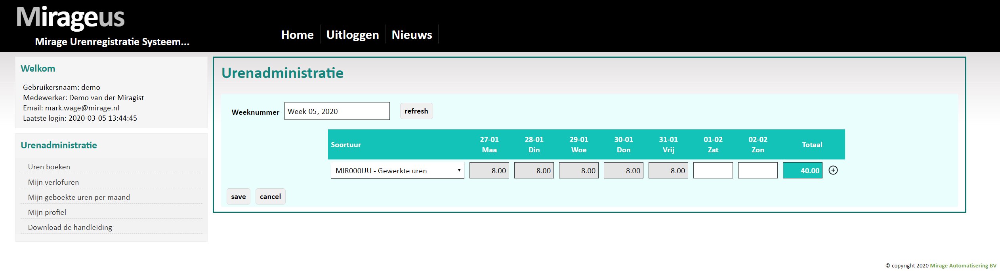 Mirageus
Mirage Urenregistratie Systeem...
Home Uitloggen Nieuws
Welkom
Gebruikersnaam: demo
Medewerker: Demo van der Miragist
Email: mark.wage@mirage.nl
Laatste login: 2020-03-05 13:44:45
Urenadministratie
Uren boeken
Mijn verlofuren
Mijn geboekte uren per maand
Mijn profiel
Download de handleiding
Urenadministratie
Weeknummer Week 05, 2020 refresh
27-01 28-01 29-01 30-01 31-01 01-02 02-02
Soortuur Totaal
Maa Din Woe Don Vrij Zat Zon
MIR000UU - Gewerkte uren 8.00 8.00 8.00 8.00 8.00 40.00
save cancel
© copyright 2020 Mirage Automatisering BV